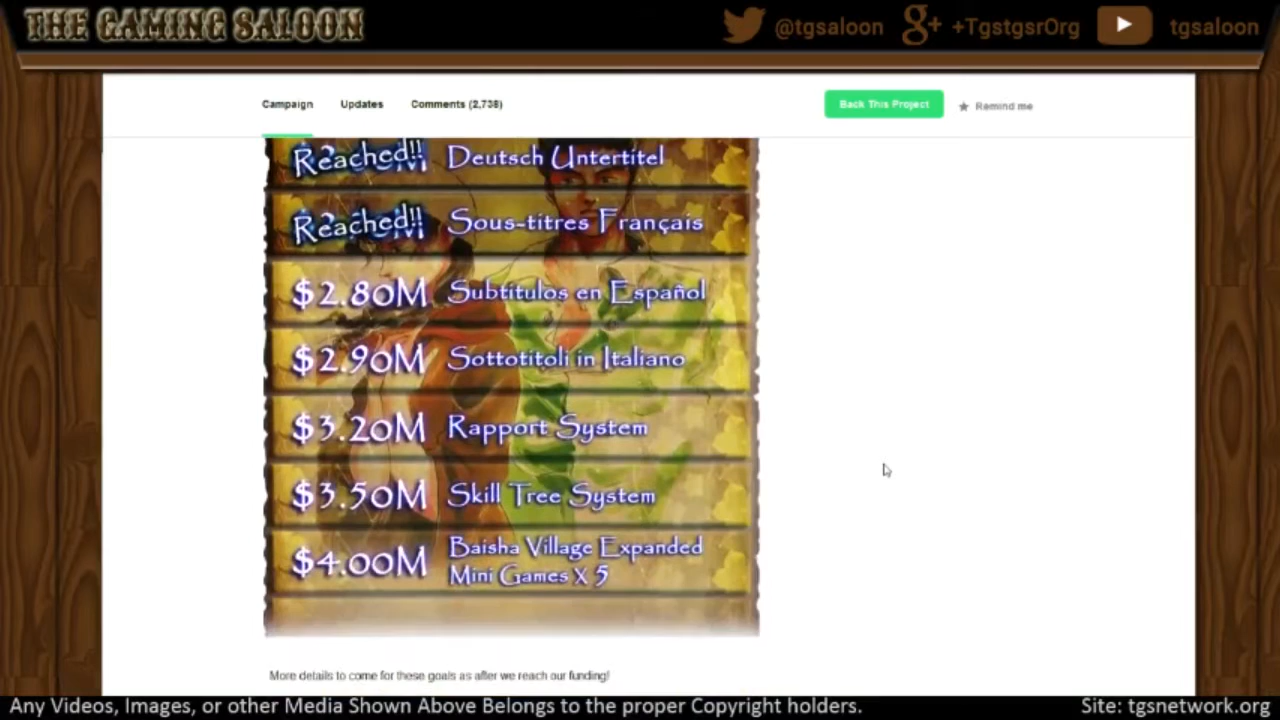 THE GAMING SALOON
@tgsaloon
+TgstgsrOrg
tgsaloon
Campaign
Updates
Comments (2,738)
Back This Project
Remind me
Reached!! Deutsch Untertitel
Reached!! Sous-titres Français
$2.80M Subtitulos en Español
$2.90M Sottotitoli in Italiano
$3.20M Rapport System
$3.50M Skill Tree System
$4.00M Baisha Village Expanded
Mini Games X 5
More details to come for these goals as after we reach our funding!
Any Videos, Images, or other Media Shown Above Belongs to the proper Copyright holders.
Site: tgsnetwork.org